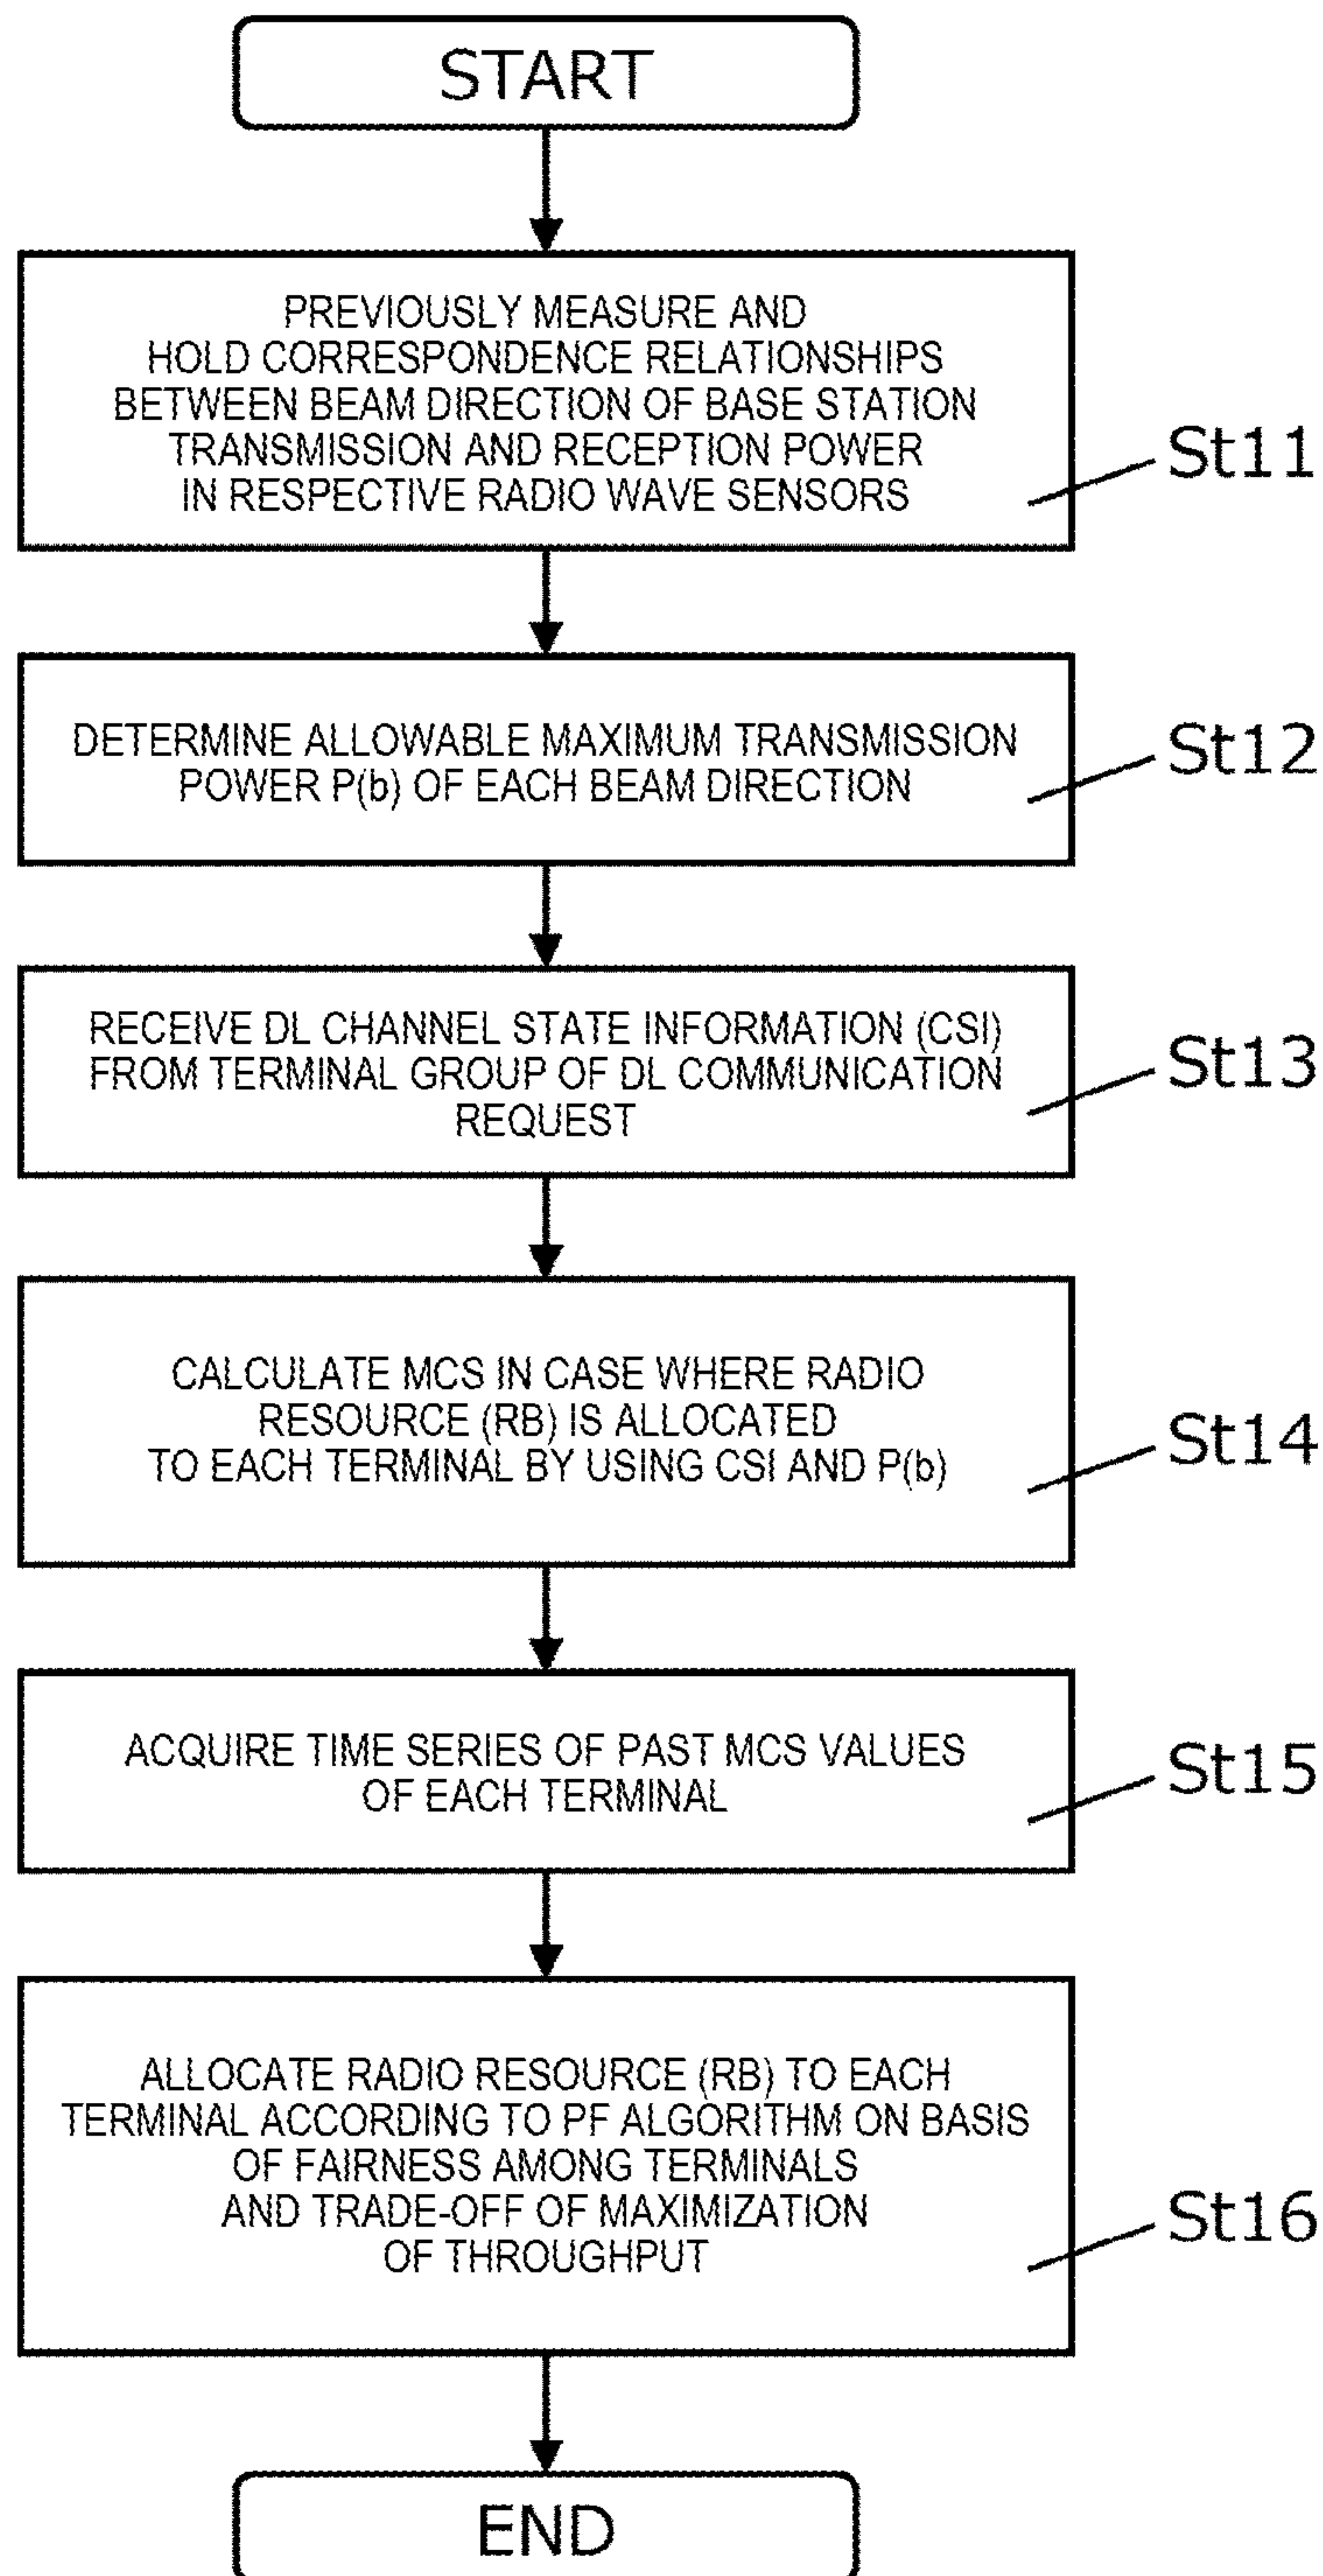 START
PREVIOUSLY MEASURE AND
HOLD CORRESPONDENCE RELATIONSHIPS
BETWEEN BEAM DIRECTION OF BASE STATION
TRANSMISSION AND RECEPTION POWER
IN RESPECTIVE RADIO WAVE SENSORS
St11
DETERMINE ALLOWABLE MAXIMUM TRANSMISSION
POWER P(b) OF EACH BEAM DIRECTION
St12
RECEIVE DL CHANNEL STATE INFORMATION (CSI)
FROM TERMINAL GROUP OF DL COMMUNICATION
REQUEST
St13
CALCULATE MCS IN CASE WHERE RADIO
RESOURCE (RB) IS ALLOCATED
TO EACH TERMINAL BY USING CSI AND P(b)
St14
ACQUIRE TIME SERIES OF PAST MCS VALUES
OF EACH TERMINAL
St15
ALLOCATE RADIO RESOURCE (RB) TO EACH
TERMINAL ACCORDING TO PF ALGORITHM ON BASIS
OF FAIRNESS AMONG TERMINALS
AND TRADE-OFF OF MAXIMIZATION
OF THROUGHPUT
St16
END